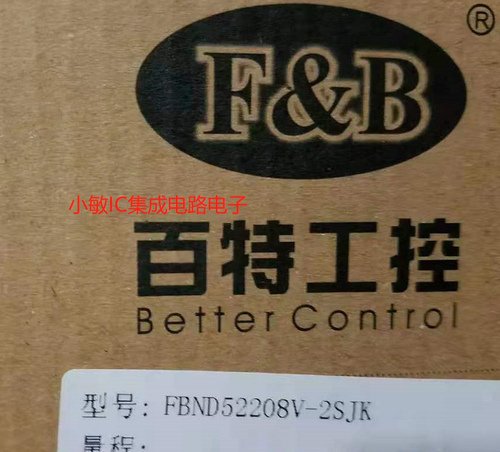 ®
F&B
小敏IC集成电路电子
百特工控
Better Control
型号: FBND52208V-2SJK
量程: